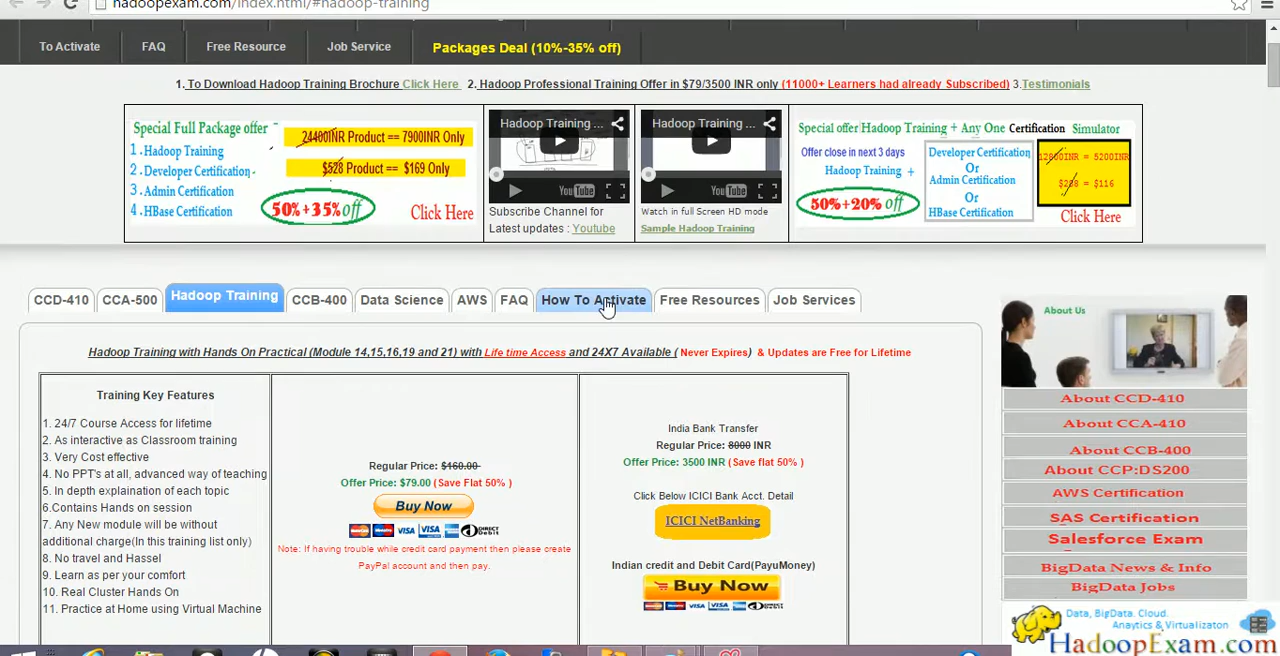 hadoopexam.com/index.html/#hadoop-training
To Activate
FAQ
Free Resource
Job Service
Packages Deal (10%-35% off)
1. To Download Hadoop Training Brochure Click Here 2. Hadoop Professional Training Offer in $79/3500 INR only (11000+ Learners had already Subscribed) 3.Testimonials
Special Full Package offer
1.Hadoop Training
2.Developer Certification
3.Admin Certification
4.HBase Certification
24400INR Product == 7900INR Only
$528 Product == $169 Only
50%+35%off
Click Here
Hadoop Training ...
YouTube
Subscribe Channel for
Latest updates : Youtube
Hadoop Training ...
YouTube
Watch in full Screen HD mode
Sample Hadoop Training
Special offer Hadoop Training + Any One Certification Simulator
Offer close in next 3 days
Hadoop Training +
50%+20% off
Developer Certification
Or
Admin Certification
Or
HBase Certification
= 5200INR
= $116
Click Here
CCD-410
CCA-500
Hadoop Training
CCB-400
Data Science
AWS
FAQ
How To Activate
Free Resources
Job Services
Hadoop Training with Hands On Practical (Module 14,15,16,19 and 21) with Life time Access and 24X7 Available ( Never Expires) & Updates are Free for Lifetime
Training Key Features
1. 24/7 Course Access for lifetime
2. As interactive as Classroom training
3. Very Cost effective
4. No PPT's at all, advanced way of teaching
5. In depth explaination of each topic
6.Contains Hands on session
7. Any New module will be without
additional charge(In this training list only)
8. No travel and Hassel
9. Learn as per your comfort
10. Real Cluster Hands On
11. Practice at Home using Virtual Machine
Regular Price: $160.00
Offer Price: $79.00 (Save Flat 50% )
Buy Now
VISA VISA DIRECT Debit
Note: If having trouble while credit card payment then please create
PayPal account and then pay.
India Bank Transfer
Regular Price: 8000 INR
Offer Price: 3500 INR (Save flat 50% )
Click Below ICICI Bank Acct. Detail
ICICI NetBanking
Indian credit and Debit Card(PayuMoney)
Buy Now
VISA VISA DIRECT Debit
About Us
About CCD-410
About CCA-410
About CCB-400
About CCP:DS200
AWS Certification
SAS Certification
Salesforce Exam
BigData News & Info
BigData Jobs
Data, BigData. Cloud.
Anaytics & Virtualizaton
HadoopExam.com